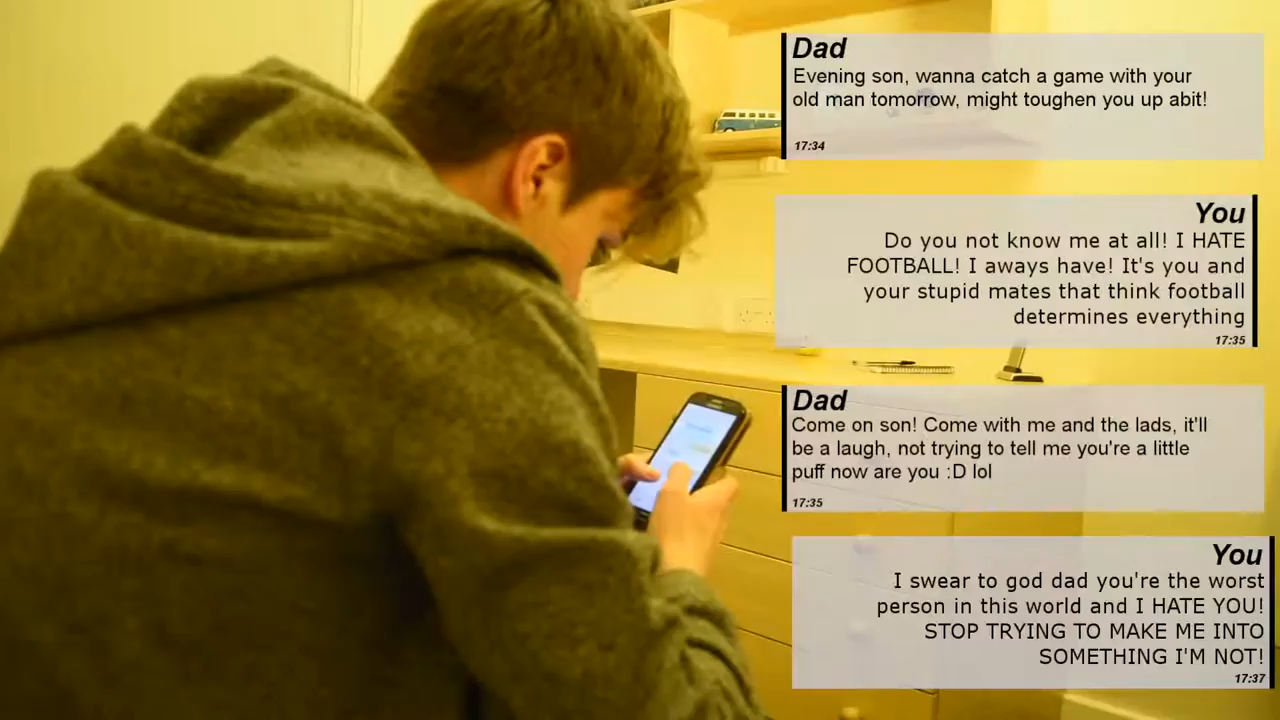 Dad
Evening son, wanna catch a game with your
old man tomorrow, might toughen you up abit!
17:34
You
Do you not know me at all! I HATE
FOOTBALL! I aways have! It's you and
your stupid mates that think football
determines everything
17:35
Dad
Come on son! Come with me and the lads, it'll
be a laugh, not trying to tell me you're a little
puff now are you :D lol
17:35
You
I swear to god dad you're the worst
person in this world and I HATE YOU!
STOP TRYING TO MAKE ME INTO
SOMETHING I'M NOT!
17:37